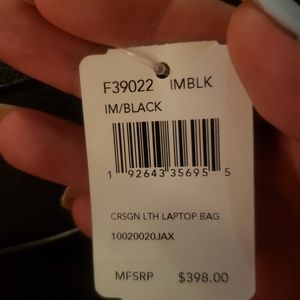 F39022 IMBLK
IM/BLACK
1 92643 35695 5
CRSGN LTH LAPTOP BAG
10020020JAX
MFSRP $398.00